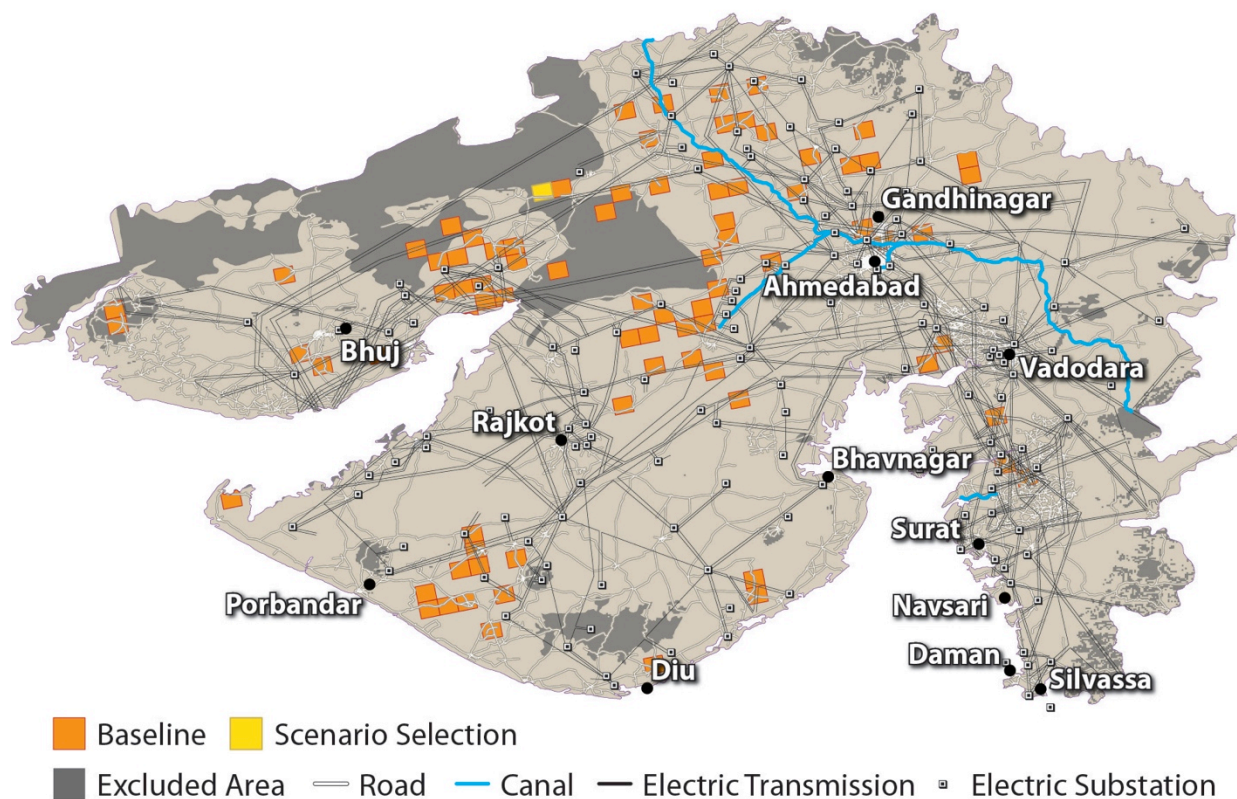 Gandhinagar
Ahmedabad
Bhuj
Vadodara
Rajkot
Bhavnagar
Surat
Porbandar
Navsari
Daman
Diu
Silvassa
Baseline Scenario Selection
Excluded Area Road Canal Electric Transmission Electric Substation